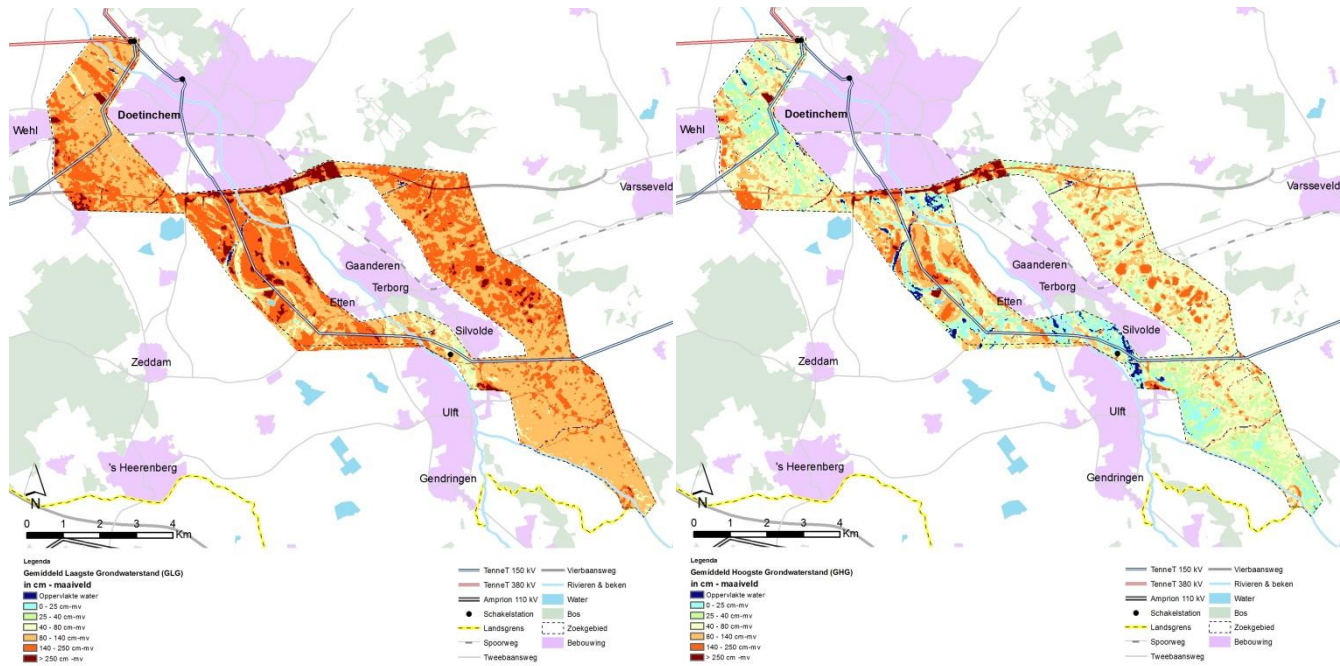 Doetinchem
Wehl
Varsseveld
Gaanderen
Terborg
Etten
Silvolde
Zeddam
Ulft
's Heerenberg
Gendringen
N
0 1 2 3 4
Km
Legenda
Gemiddeld Laagste Grondwaterstand (GLG)
in cm - maaiveld
Oppervlakte water
0 - 25 cm-mv
25 - 40 cm-mv
40 - 80 cm-mv
80 - 140 cm-mv
140 - 250 cm-mv
> 250 cm -mv
TenneT 150 kV
TenneT 380 kV
Amprion 110 kV
Schakelstation
Landsgrens
Spoorweg
Tweebaansweg
Vierbaansweg
Rivieren & beken
Water
Bos
Zoekgebied
Bebouwing
Doetinchem
Wehl
Varsseveld
Gaanderen
Terborg
Etten
Silvolde
Zeddam
Ulft
's Heerenberg
Gendringen
N
0 1 2 3 4
Km
Legenda
Gemiddeld Hoogste Grondwaterstand (GHG)
in cm - maaiveld
Oppervlakte water
0 - 25 cm-mv
25 - 40 cm-mv
40 - 80 cm-mv
80 - 140 cm-mv
140 - 250 cm-mv
> 250 cm -mv
TenneT 150 kV
TenneT 380 kV
Amprion 110 kV
Schakelstation
Landsgrens
Spoorweg
Tweebaansweg
Vierbaansweg
Rivieren & beken
Water
Bos
Zoekgebied
Bebouwing